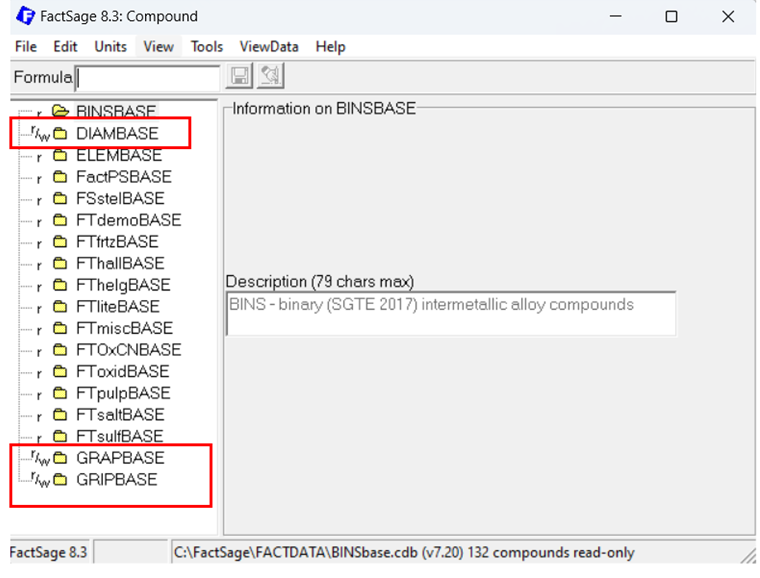 FactSage 8.3: Compound
File Edit Units View Tools ViewData Help
Formula
r BINSBASE
r/w DIAMBASE
r ELEMBASE
r FactPSBASE
r FSstelBASE
r FTdemoBASE
r FTfrtzBASE
r FThallBASE
r FThelgBASE
r FTliteBASE
r FTmiscBASE
r FTOxCNBASE
r FToxidBASE
r FTpulpBASE
r FTsaltBASE
r FTsulfBASE
r/w GRAPBASE
r/w GRIPBASE
Information on BINSBASE
Description (79 chars max)
BINS - binary (SGTE 2017) intermetallic alloy compounds
FactSage 8.3 C:\FactSage\FACTDATA\BINSbase.cdb (v7.20) 132 compounds read-only